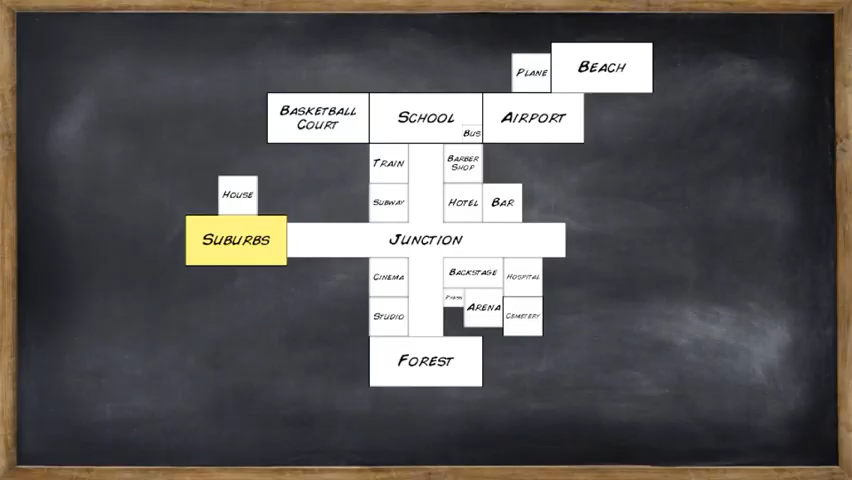 PLANE
BEACH
BASKETBALL
COURT
SCHOOL
BUS
AIRPORT
TRAIN
BARBER
SHOP
HOUSE
SUBWAY
HOTEL
BAR
SUBURBS
JUNCTION
CINEMA
BACKSTAGE
HOSPITAL
ARENA
STUDIO
CEMETERY
FOREST